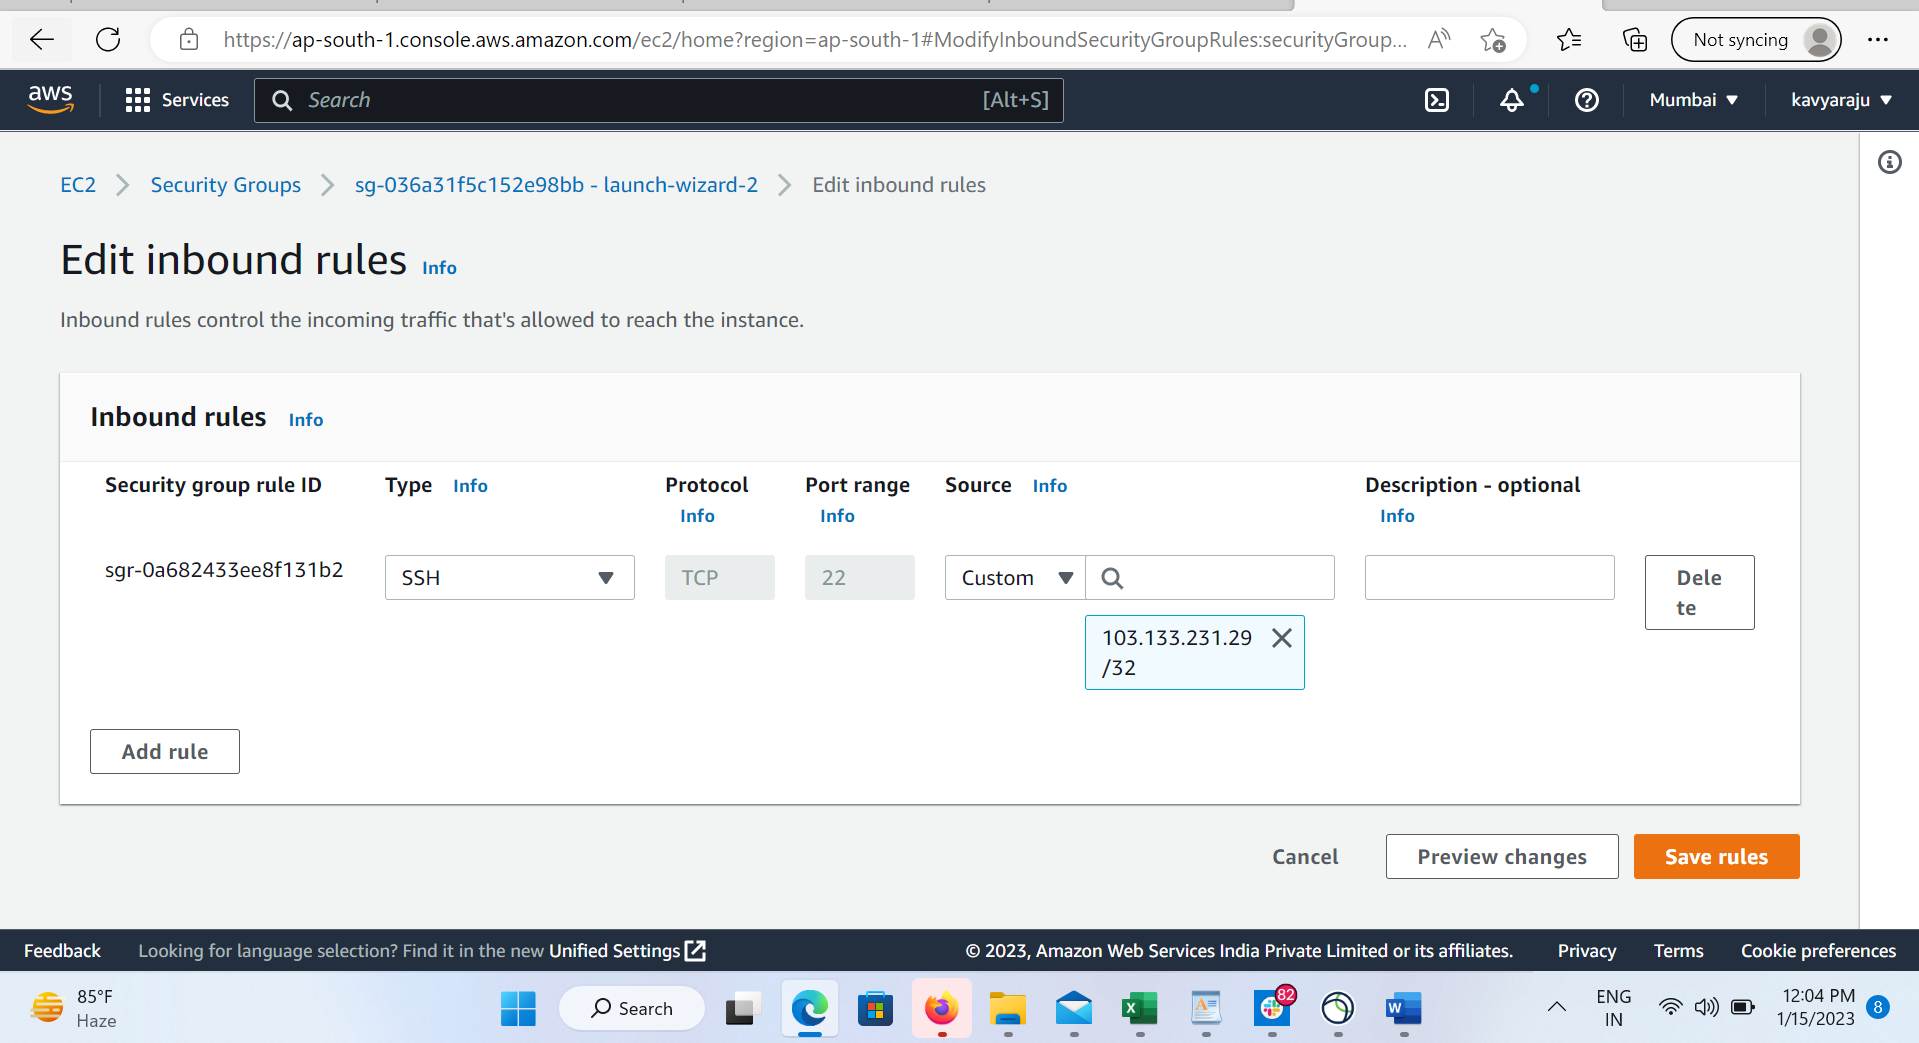 https://ap-south-1.console.aws.amazon.com/ec2/home?region=ap-south-1#ModifyInboundSecurityGroupRules:securityGroup...
Not syncing
aws
Services
Search
[Alt+S]
Mumbai
kavyaraju
EC2
Security Groups
sg-036a31f5c152e98bb - launch-wizard-2
Edit inbound rules
Edit inbound rules Info
Inbound rules control the incoming traffic that's allowed to reach the instance.
Inbound rules Info
Security group rule ID
Type Info
Protocol
Info
Port range
Info
Source Info
Description - optional
Info
sgr-0a682433ee8f131b2
SSH
TCP
22
Custom
Dele
te
103.133.231.29
/32
Add rule
Cancel
Preview changes
Save rules
Feedback
Looking for language selection? Find it in the new Unified Settings
© 2023, Amazon Web Services India Private Limited or its affiliates.
Privacy
Terms
Cookie preferences
85°F
Haze
Search
82
ENG
IN
12:04 PM
1/15/2023
8